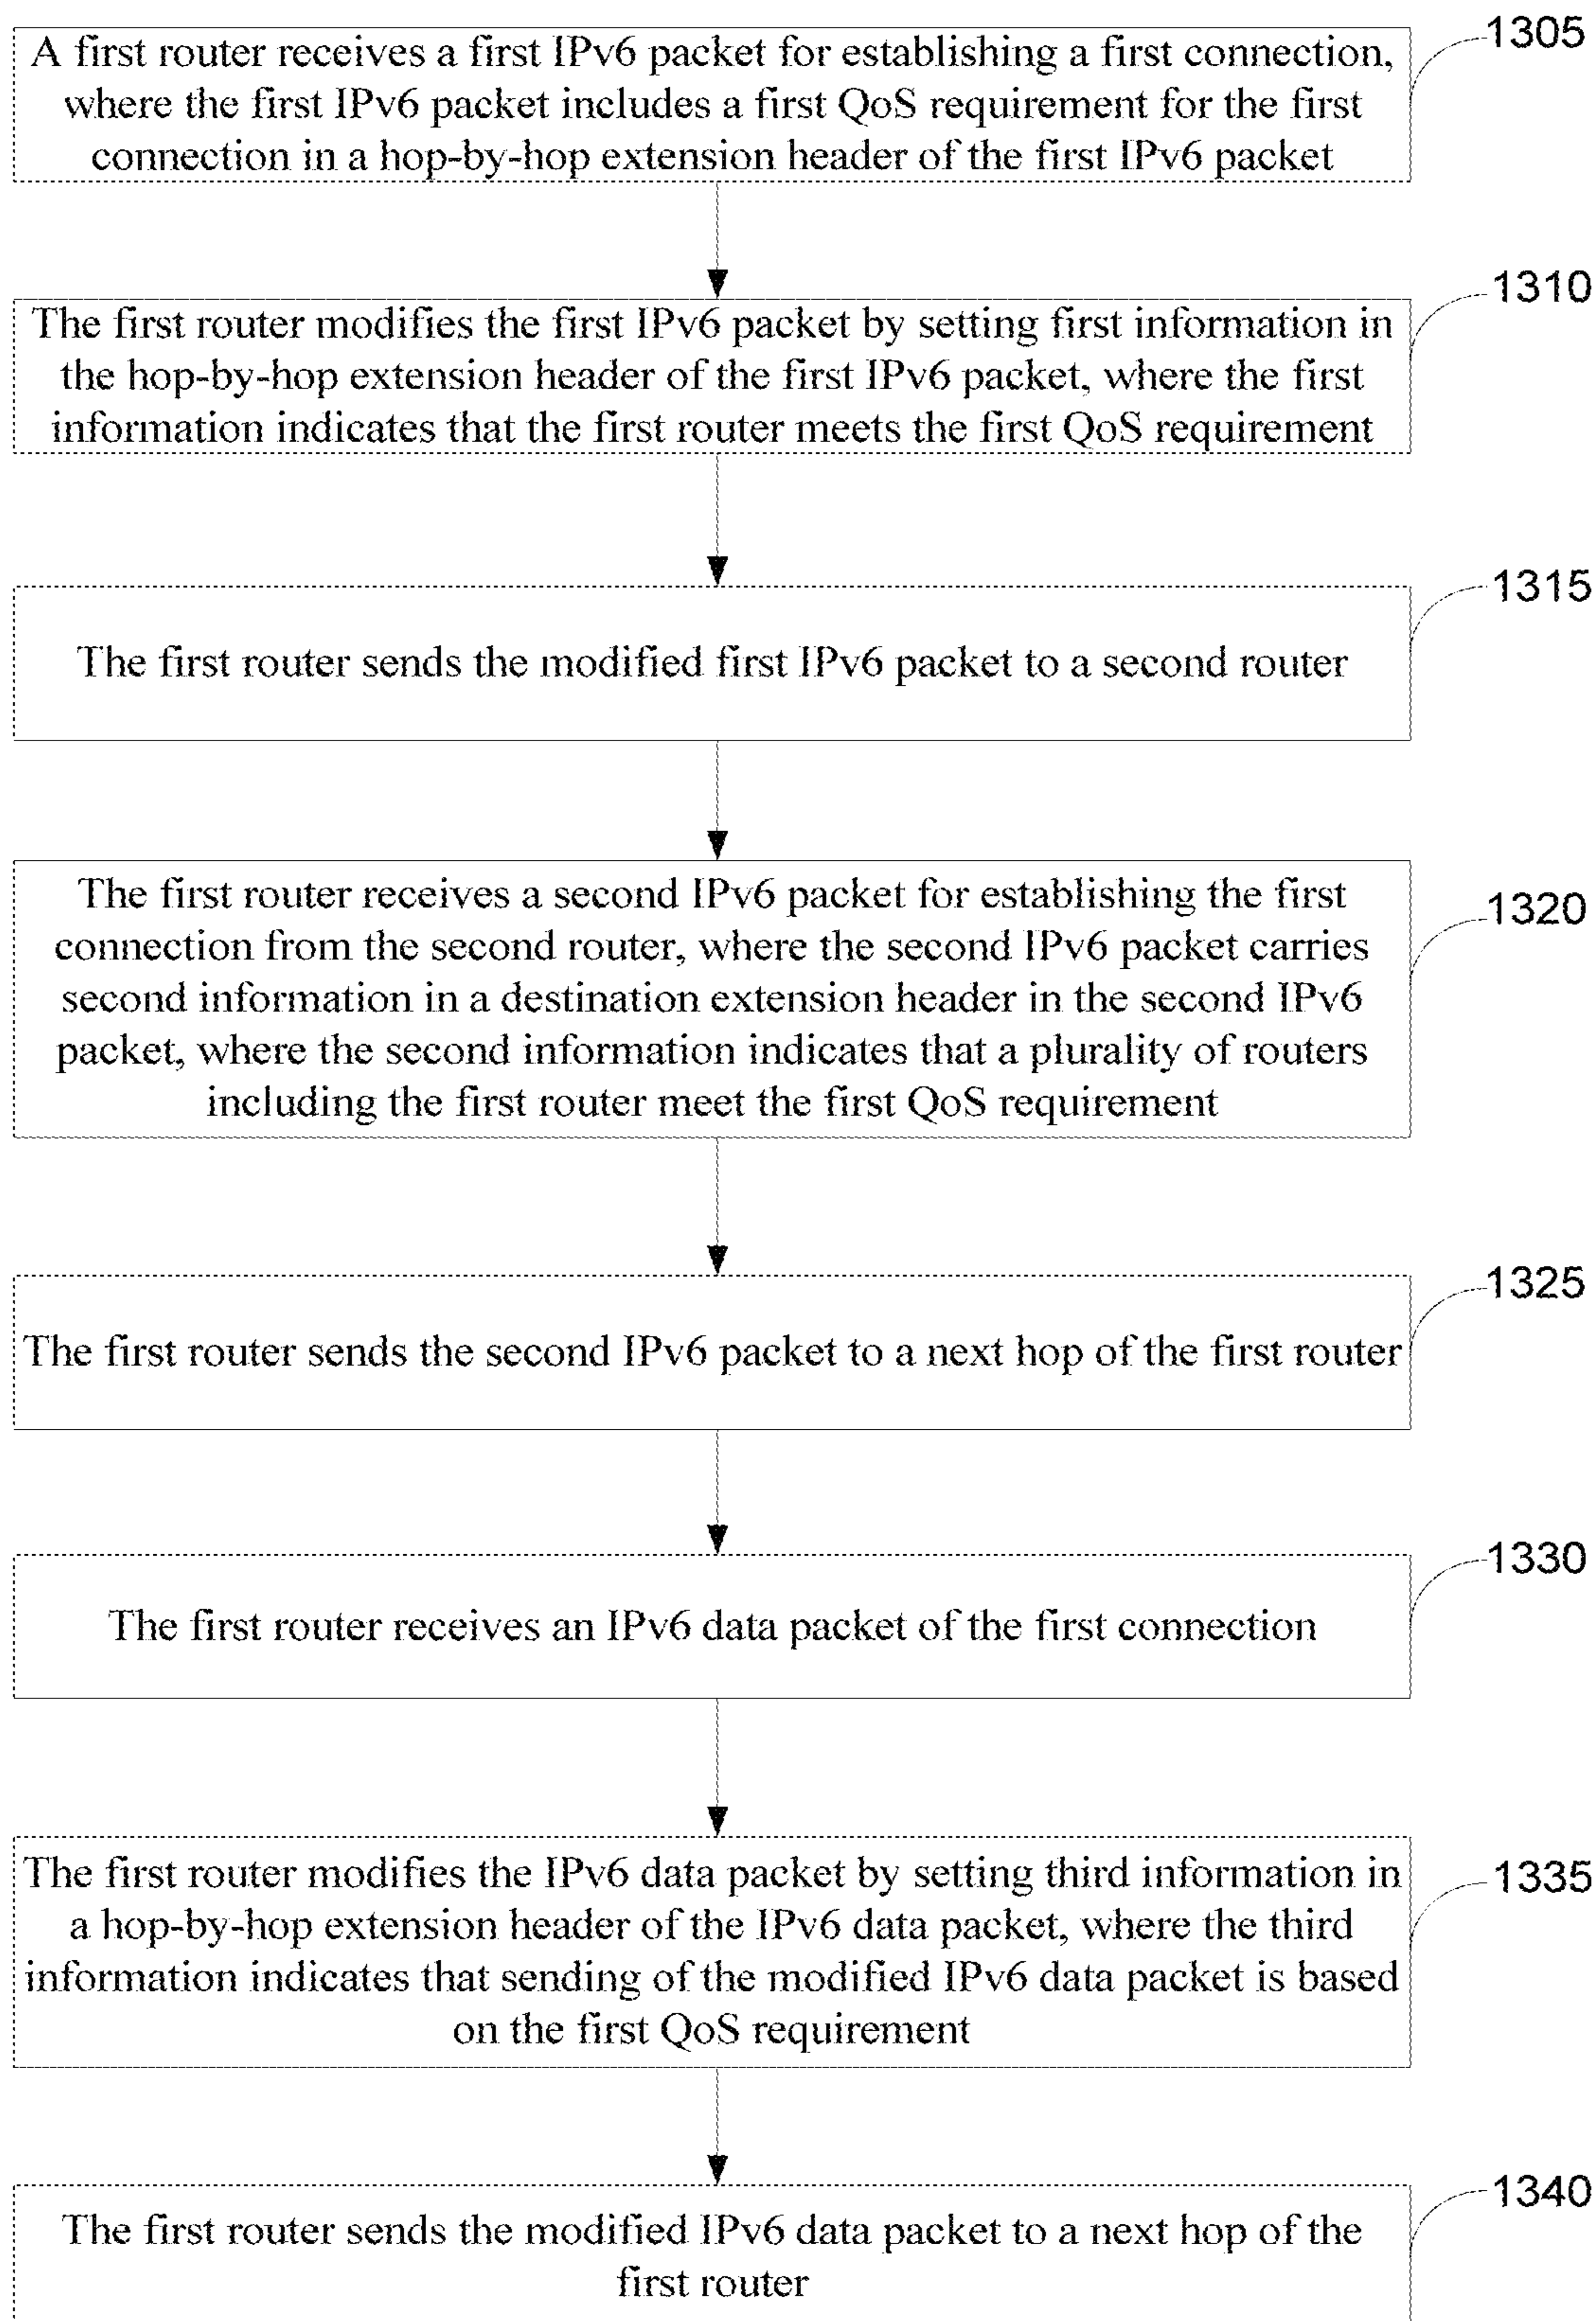 1305
A first router receives a first IPv6 packet for establishing a first connection,
where the first IPv6 packet includes a first QoS requirement for the first
connection in a hop-by-hop extension header of the first IPv6 packet
1310
The first router modifies the first IPv6 packet by setting first information in
the hop-by-hop extension header of the first IPv6 packet, where the first
information indicates that the first router meets the first QoS requirement
1315
The first router sends the modified first IPv6 packet to a second router
1320
The first router receives a second IPv6 packet for establishing the first
connection from the second router, where the second IPv6 packet carries
second information in a destination extension header in the second IPv6
packet, where the second information indicates that a plurality of routers
including the first router meet the first QoS requirement
1325
The first router sends the second IPv6 packet to a next hop of the first router
1330
The first router receives an IPv6 data packet of the first connection
1335
The first router modifies the IPv6 data packet by setting third information in
a hop-by-hop extension header of the IPv6 data packet, where the third
information indicates that sending of the modified IPv6 data packet is based
on the first QoS requirement
1340
The first router sends the modified IPv6 data packet to a next hop of the
first router